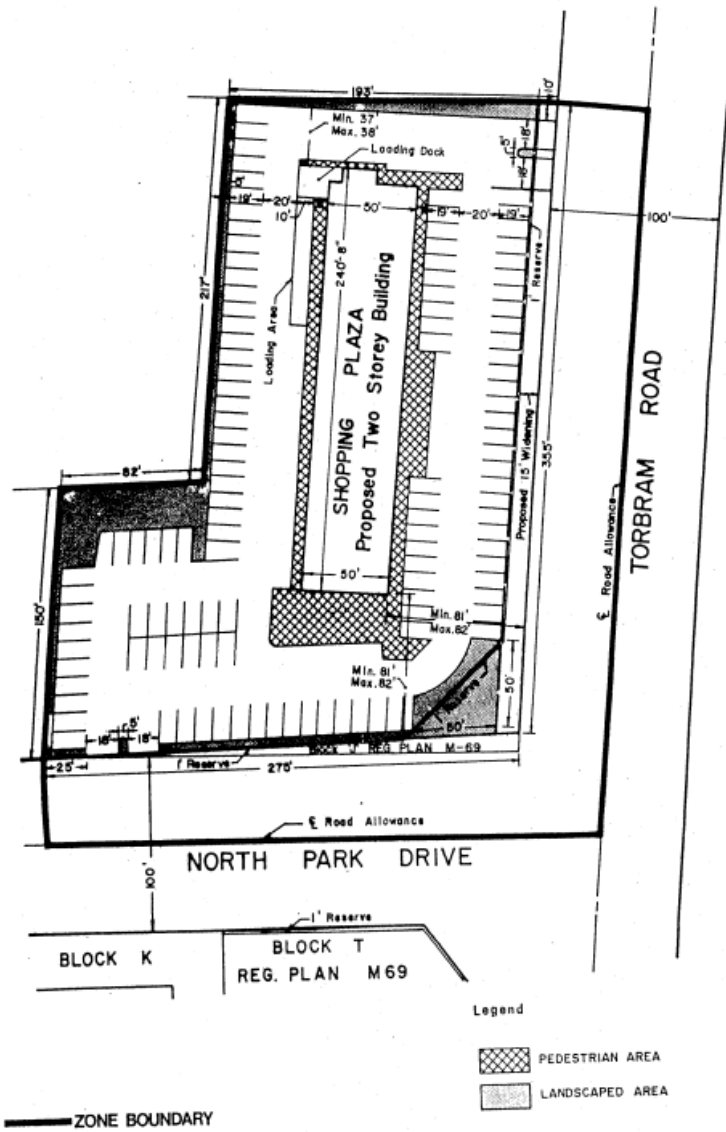 193'
10'
Min. 37'
Max. 38'
Loading Dock
18'
5'
18'
19'
20'
10'
50'
19'
20'
19'
100'
1' Reserve
217'
240'-8"
Loading Area
SHOPPING PLAZA
Proposed Two Storey Building
Proposed 15' Widening
355'
TORBRAM ROAD
℄ Road Allowance
82'
50'
150'
Min. 81'
Max. 82'
Min. 81'
Max. 82'
Reserve
50'
50'
5'
18'
18'
25'
1' Reserve
Block J REG. PLAN M-69
275'
℄ Road Allowance
NORTH PARK DRIVE
100'
1' Reserve
BLOCK K
BLOCK T
REG. PLAN M69
Legend
PEDESTRIAN AREA
LANDSCAPED AREA
ZONE BOUNDARY